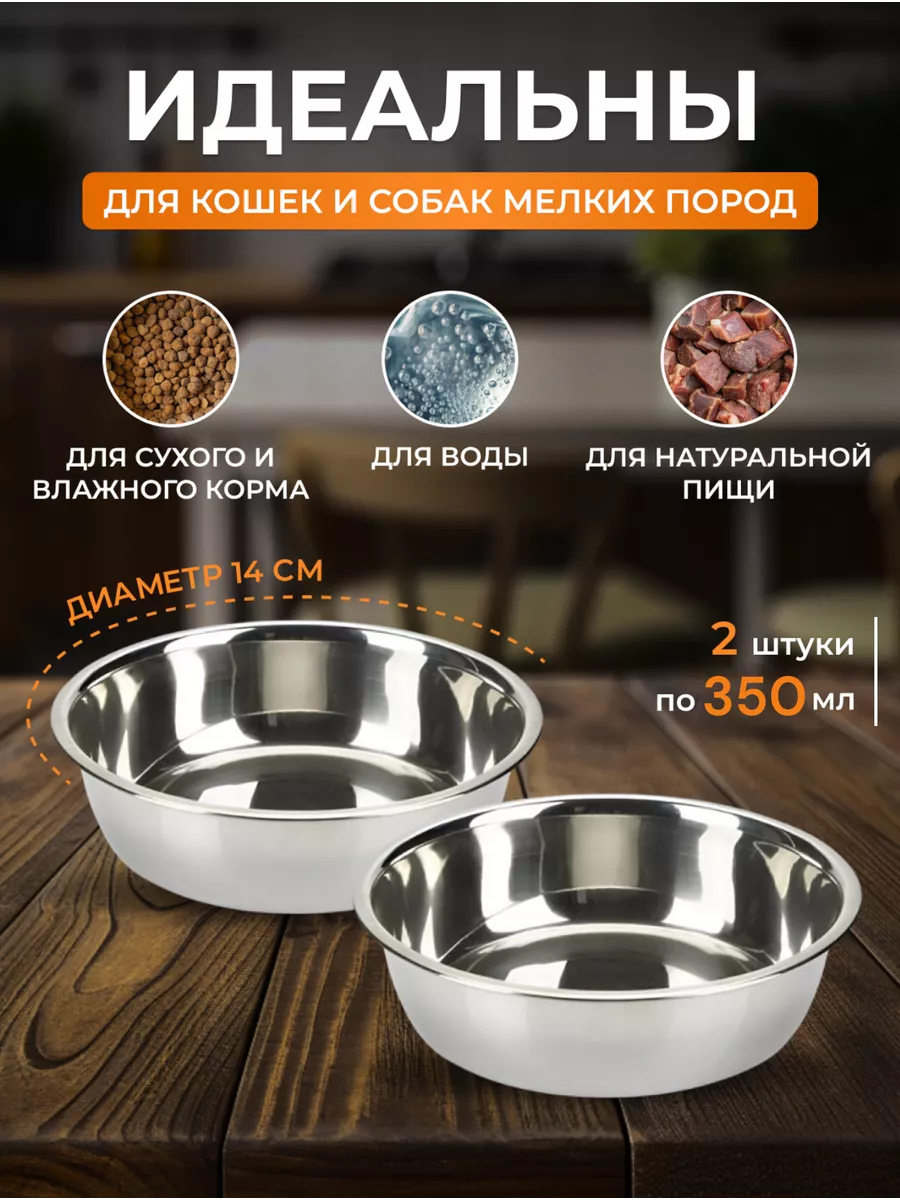 ИДЕАЛЬНЫ
ДЛЯ КОШЕК И СОБАК МЕЛКИХ ПОРОД
ДЛЯ СУХОГО И
ВЛАЖНОГО КОРМА
ДЛЯ ВОДЫ
ДЛЯ НАТУРАЛЬНОЙ
ПИЩИ
ДИАМЕТР 14 СМ
2 штуки
по 350 мл